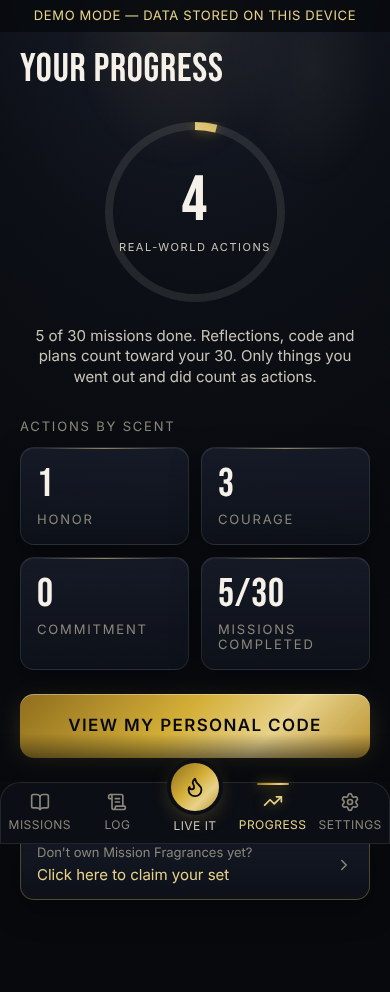 DEMO MODE — DATA STORED ON THIS DEVICE
YOUR PROGRESS
4
REAL-WORLD ACTIONS
5 of 30 missions done. Reflections, code and
plans count toward your 30. Only things you
went out and did count as actions.
ACTIONS BY SCENT
1
HONOR
3
COURAGE
0
COMMITMENT
5/30
MISSIONS
COMPLETED
VIEW MY PERSONAL CODE
MISSIONS
LOG
LIVE IT
PROGRESS
SETTINGS
Don't own Mission Fragrances yet?
Click here to claim your set